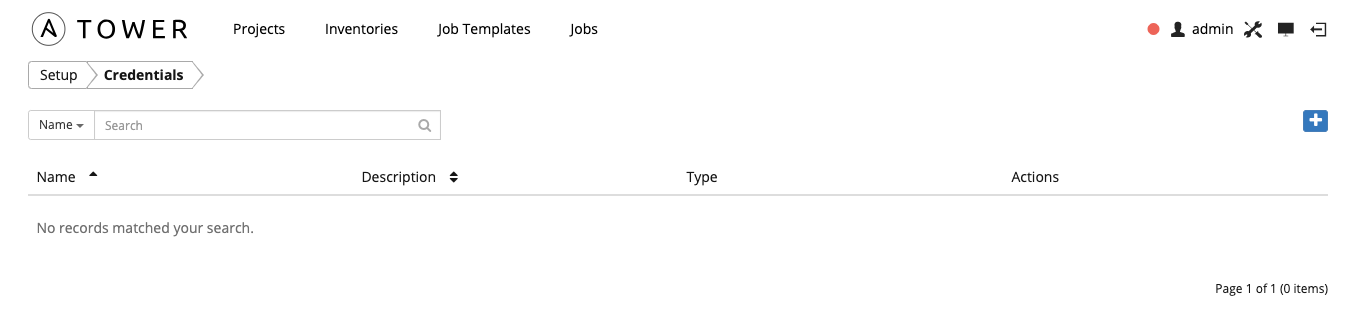 TOWER Projects Inventories Job Templates Jobs admin
Setup Credentials
Name Search
Name Description Type Actions
No records matched your search.
Page 1 of 1 (0 items)